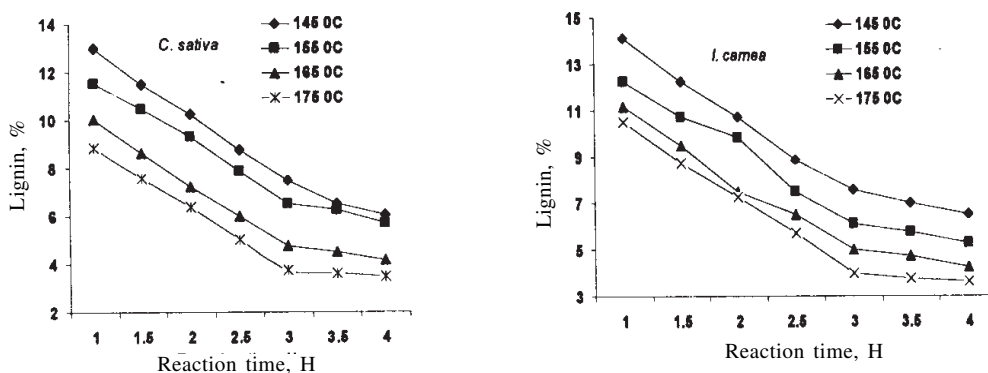 14
12
10
8
6
4
2
Lignin, %
C. sativa
145 0C
155 0C
165 0C
175 0C
1 1.5 2 2.5 3 3.5 4
Reaction time, H
15
13
11
9
7
5
3
Lignin, %
I. carnea
145 0C
155 0C
165 0C
175 0C
1 1.5 2 2.5 3 3.5 4
Reaction time, H